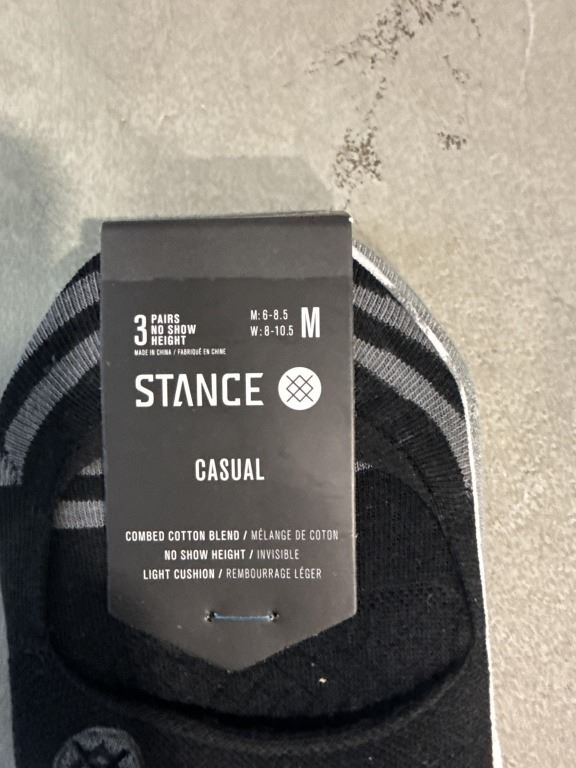 3 PAIRS
NO SHOW
HEIGHT
MADE IN CHINA / FABRIQUÉ EN CHINE
M: 6-8.5
W: 8-10.5
M
STANCE
CASUAL
COMBED COTTON BLEND / MÉLANGE DE COTON
NO SHOW HEIGHT / INVISIBLE
LIGHT CUSHION / REMBOURRAGE LÉGER